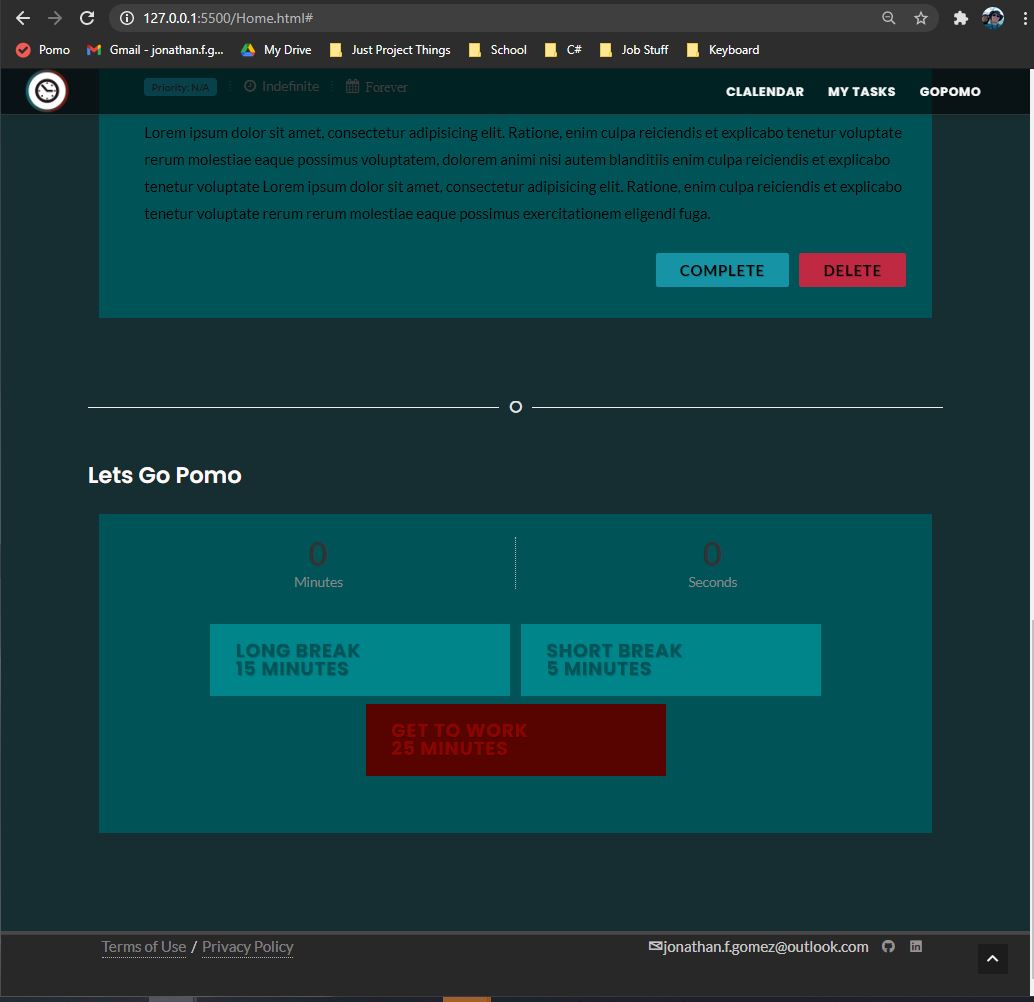 127.0.0.1:5500/Home.html#
Pomo Gmail - jonathan.f.g... My Drive Just Project Things School C# Job Stuff Keyboard
Priority: N/A Indefinite Forever
CLALENDAR MY TASKS GOPOMO
Lorem ipsum dolor sit amet, consectetur adipisicing elit. Ratione, enim culpa reiciendis et explicabo tenetur voluptate
rerum molestiae eaque possimus voluptatem, dolorem animi nisi autem blanditiis enim culpa reiciendis et explicabo
tenetur voluptate Lorem ipsum dolor sit amet, consectetur adipisicing elit. Ratione, enim culpa reiciendis et explicabo
tenetur voluptate rerum rerum molestiae eaque possimus exercitationem eligendi fuga.
COMPLETE DELETE
Lets Go Pomo
0 0
Minutes Seconds
LONG BREAK
15 MINUTES
SHORT BREAK
5 MINUTES
GET TO WORK
25 MINUTES
Terms of Use / Privacy Policy jonathan.f.gomez@outlook.com